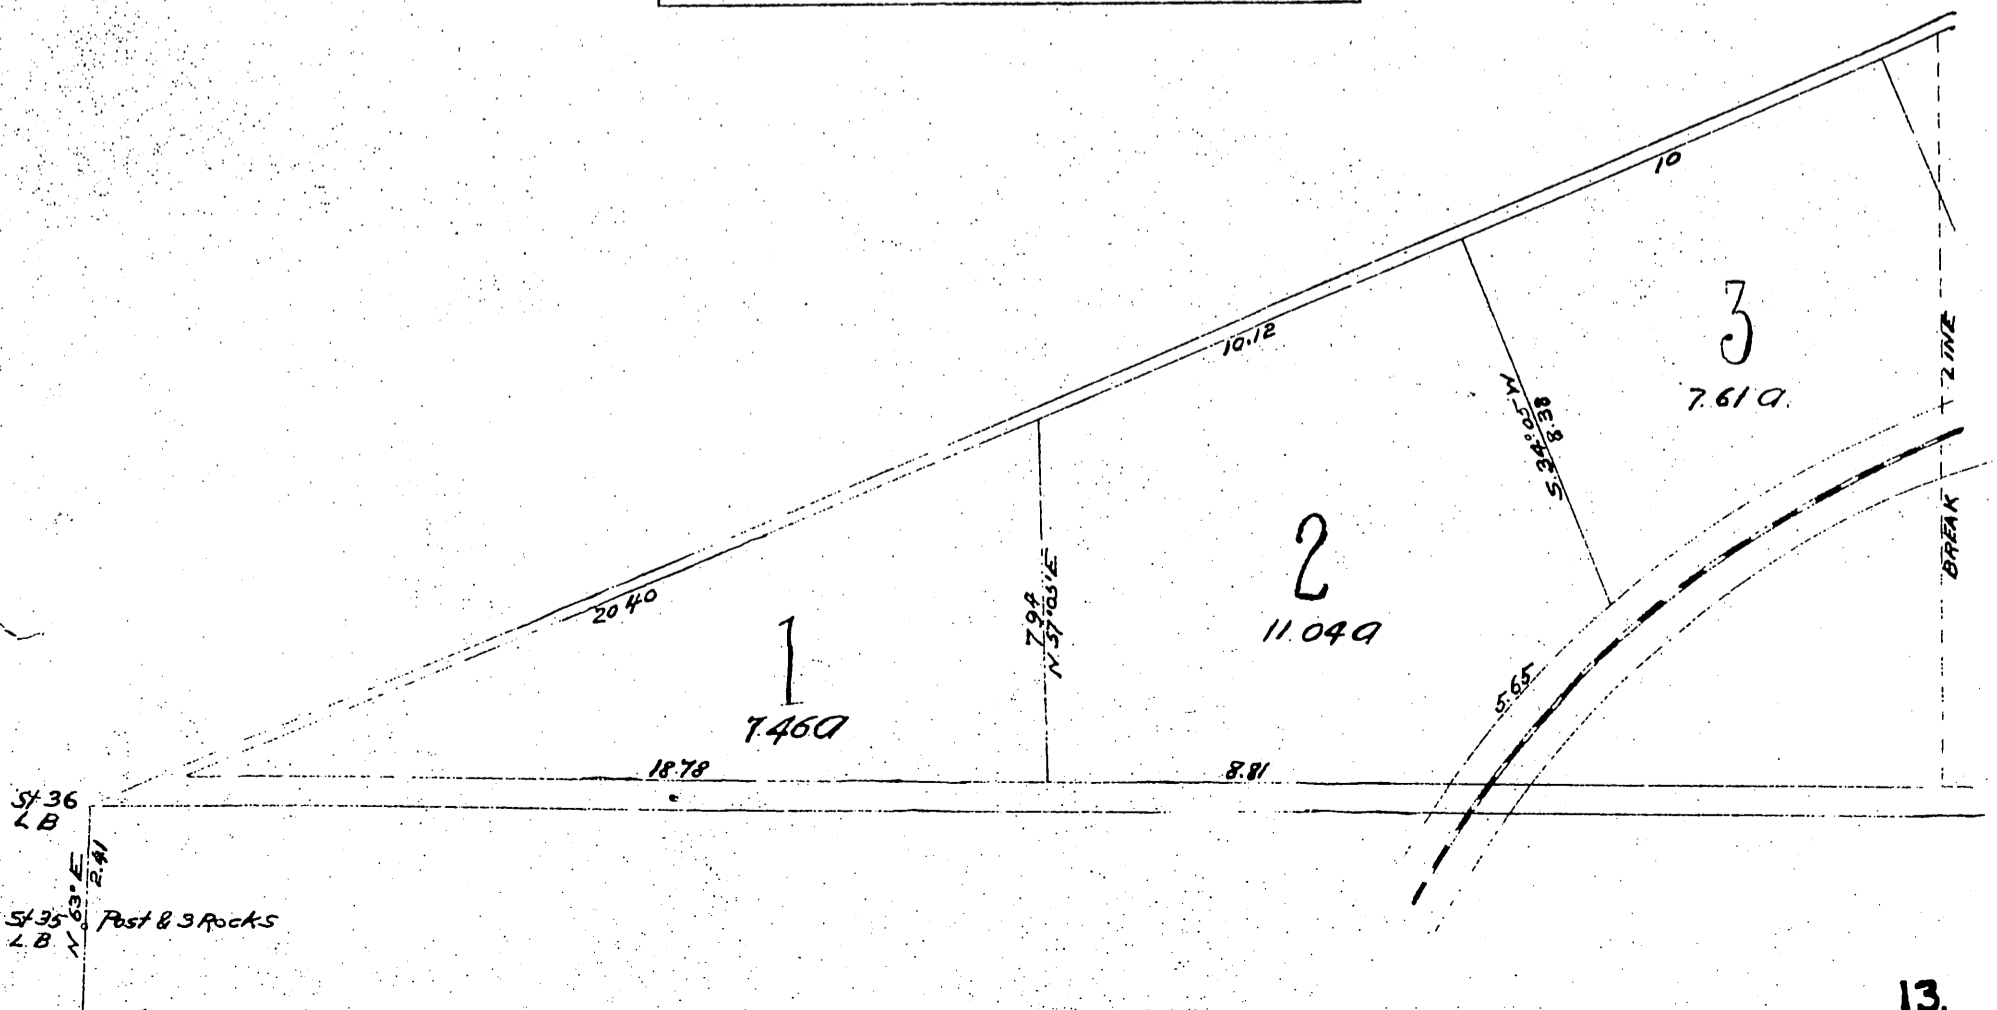 10
3
7.61 a.
10.12
S. 34°05 W
8.38
BREAK LINE
2
11.04 a
20 40
7 94
N. 57°05'E
1
7.46 a
5.65
18.78
8.81
St 36
L B
N 63° E
2.41
St 35
L B
Post & 3 Rocks
13.